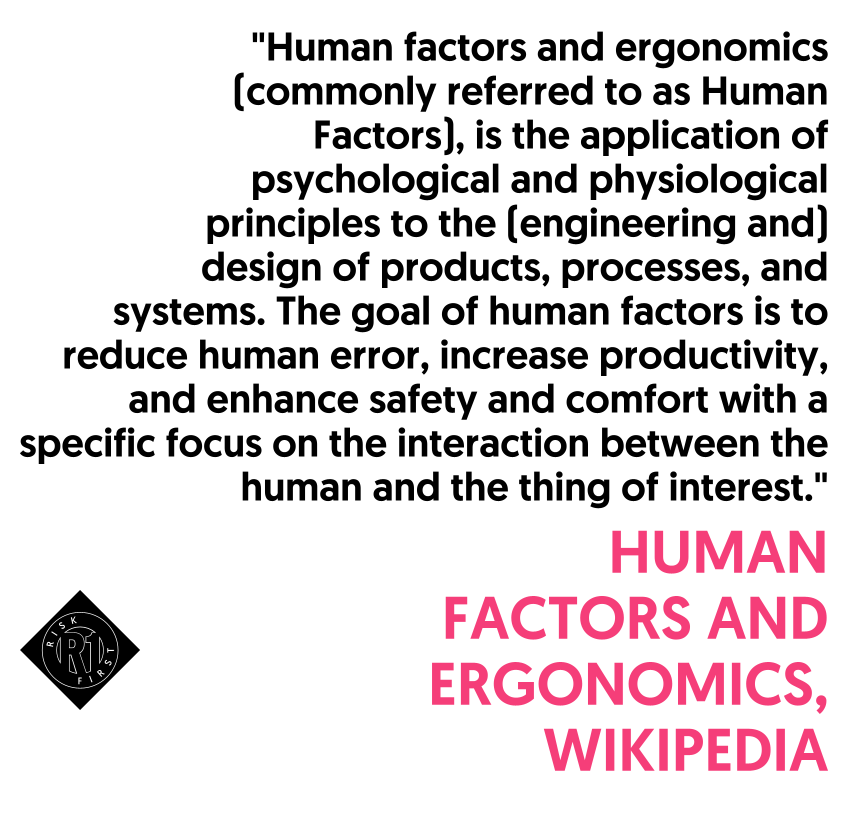 "Human factors and ergonomics
(commonly referred to as Human
Factors), is the application of
psychological and physiological
principles to the (engineering and)
design of products, processes, and
systems. The goal of human factors is to
reduce human error, increase productivity,
and enhance safety and comfort with a
specific focus on the interaction between the
human and the thing of interest."
HUMAN
FACTORS AND
ERGONOMICS,
WIKIPEDIA
RISK
R1
FIRST